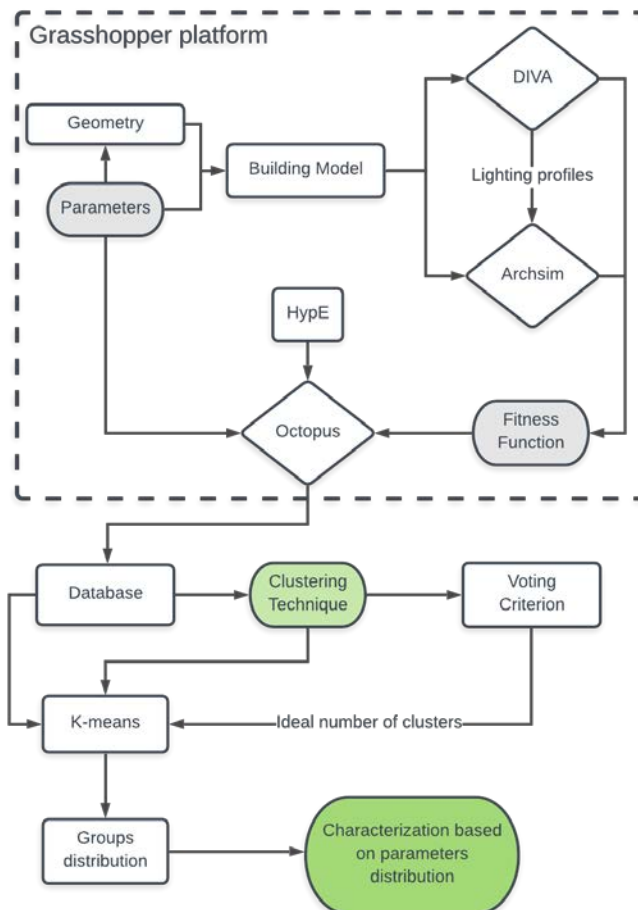 Grasshopper platform
DIVA
Geometry
Building Model
Lighting profiles
Parameters
Archsim
HypE
Octopus
Fitness
Function
Database
Clustering
Technique
Voting
Criterion
K-means
Ideal number of clusters
Groups
distribution
Characterization based
on parameters
distribution